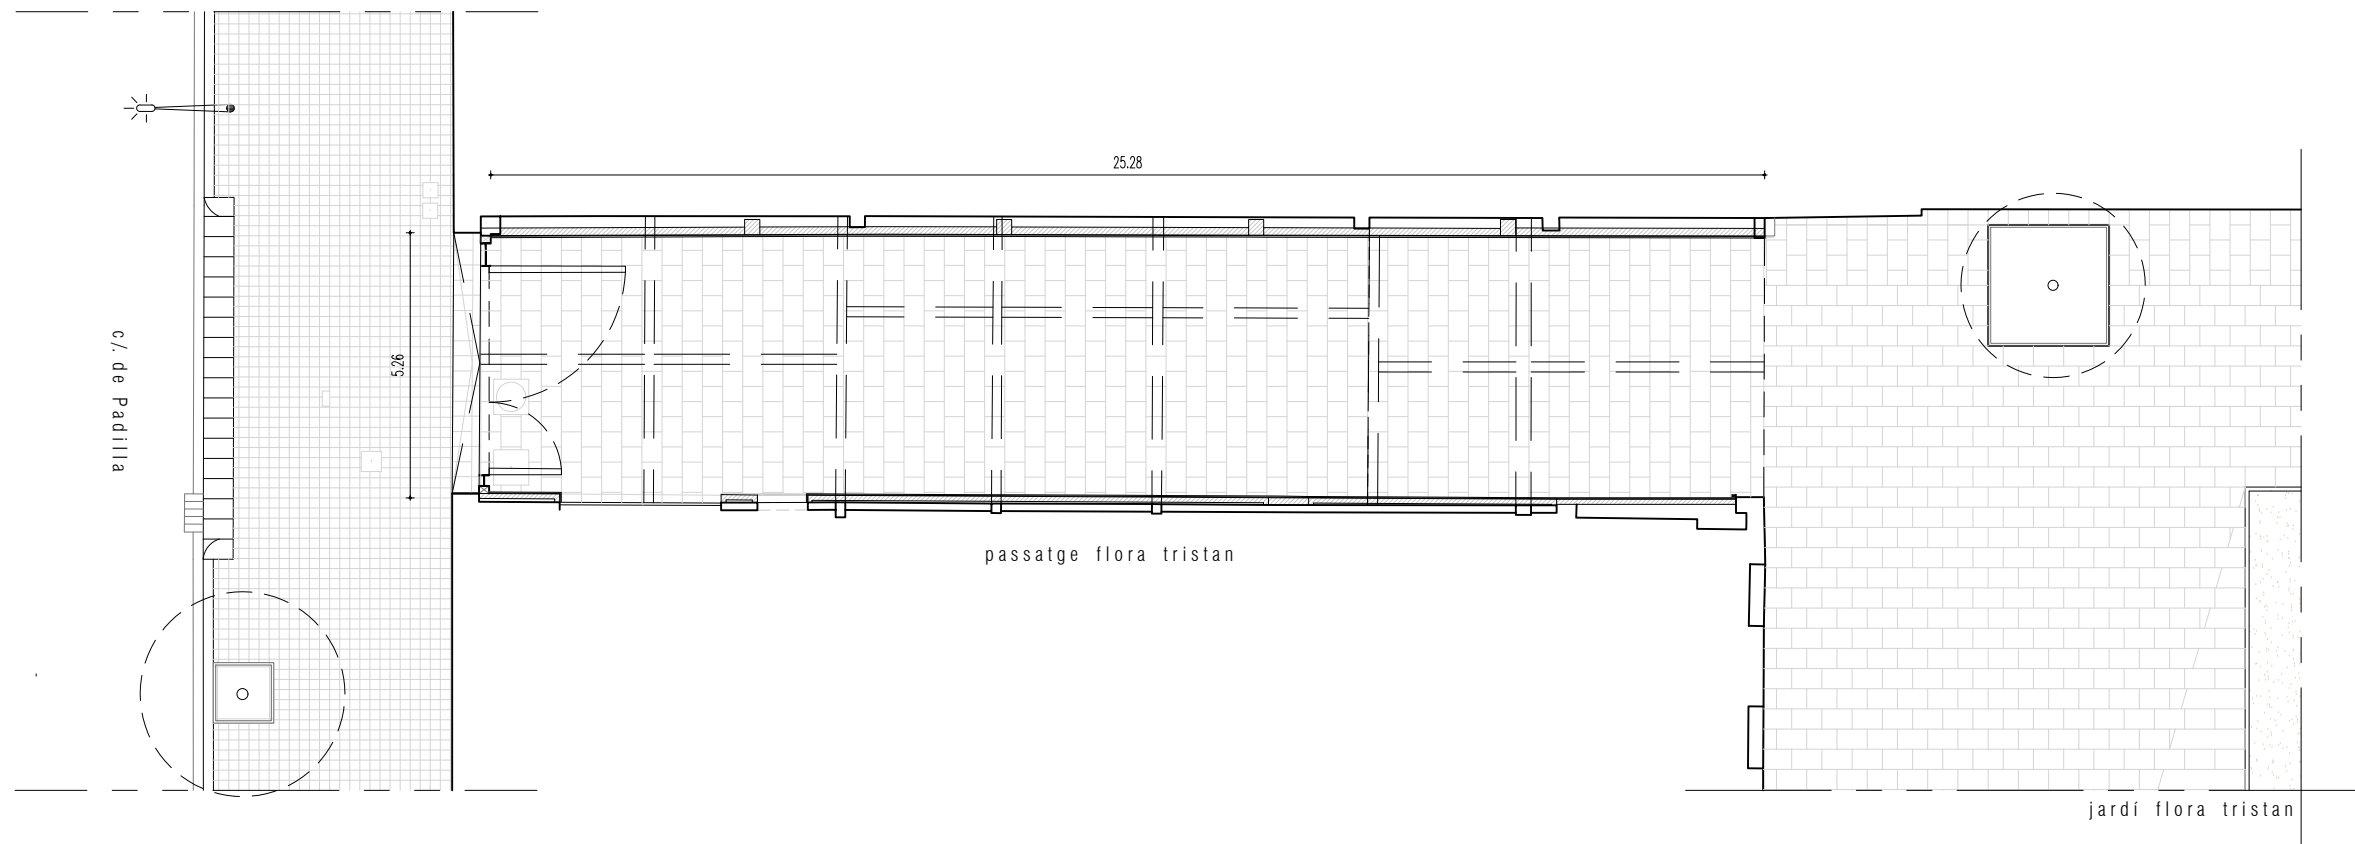 25.28
5.26
c/. de Padilla
passatge flora tristan
jardí flora tristan